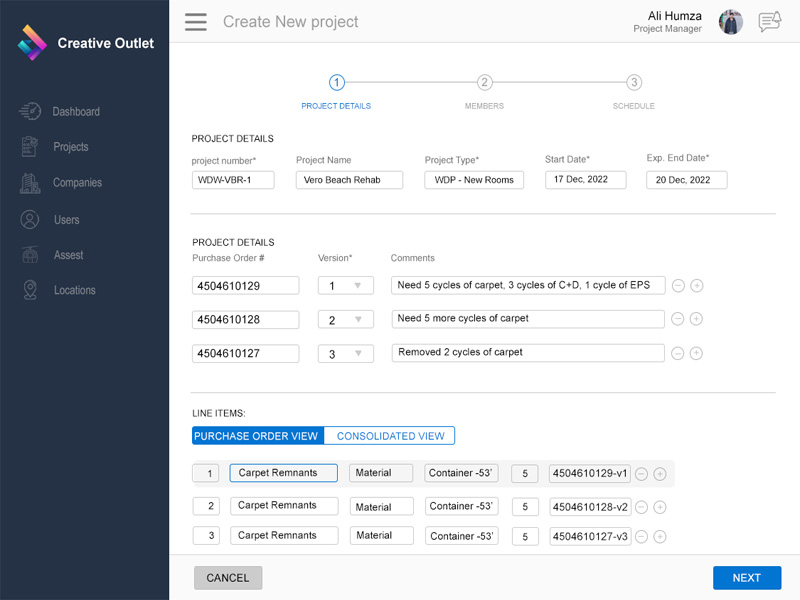 Creative Outlet
Dashboard
Projects
Companies
Users
Assest
Locations
Create New project
Ali Humza
Project Manager
1 2 3
PROJECT DETAILS MEMBERS SCHEDULE
PROJECT DETAILS
project number* Project Name Project Type* Start Date* Exp. End Date*
WDW-VBR-1 Vero Beach Rehab WDP - New Rooms 17 Dec, 2022 20 Dec, 2022
PROJECT DETAILS
Purchase Order # Version* Comments
4504610129 1 Need 5 cycles of carpet, 3 cycles of C+D, 1 cycle of EPS
4504610128 2 Need 5 more cycles of carpet
4504610127 3 Removed 2 cycles of carpet
LINE ITEMS:
PURCHASE ORDER VIEW CONSOLIDATED VIEW
1 Carpet Remnants Material Container -53' 5 4504610129-v1
2 Carpet Remnants Material Container -53' 5 4504610128-v2
3 Carpet Remnants Material Container -53' 5 4504610127-v3
CANCEL NEXT